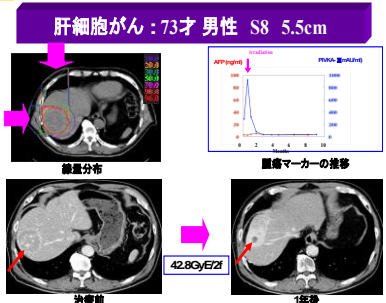 肝細胞がん：73才 男性 S8 5.5cm
irradiation
AFP(ng/ml)
PIVKA-Ⅱ(mAU/ml)
Months
線量分布
腫瘍マーカーの推移
42.8GyE/2f
治療前
1年後